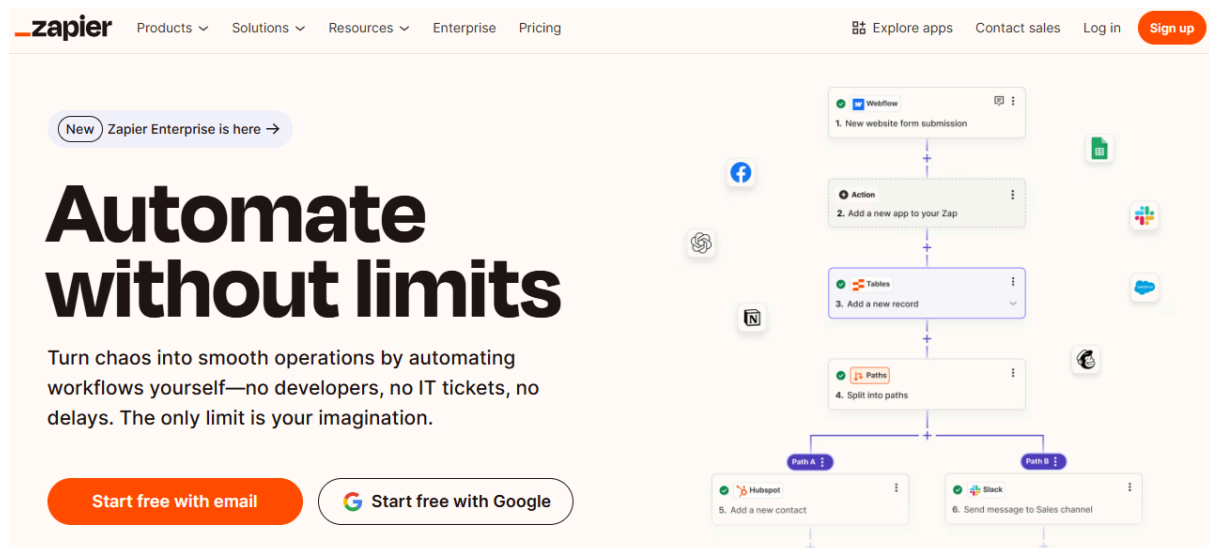 zapier
Products
Solutions
Resources
Enterprise
Pricing
Explore apps
Contact sales
Log in
Sign up
New Zapier Enterprise is here →
Automate
without limits
Turn chaos into smooth operations by automating
workflows yourself—no developers, no IT tickets, no
delays. The only limit is your imagination.
Start free with email
Start free with Google
Webflow
1. New website form submission
Action
2. Add a new app to your Zap
Tables
3. Add a new record
Paths
4. Split into paths
Path A
Path B
Hubspot
5. Add a new contact
Slack
6. Send message to Sales channel